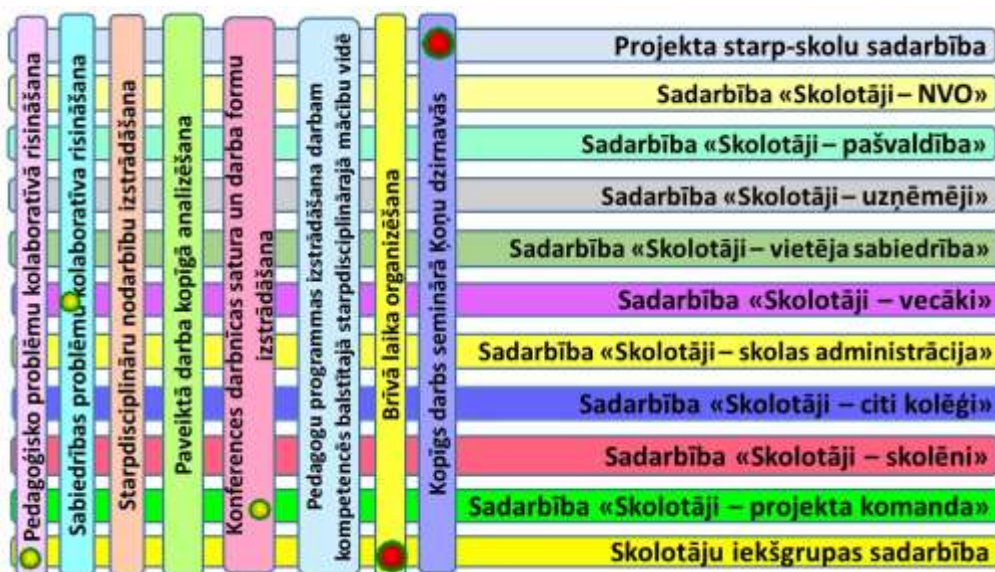 Pedagoģisko problēmu kolaboratīvā risināšana
Sabiedrības problēmu kolaboratīva risināšana
Starpdisciplināru nodarbību izstrādāšana
Paveiktā darba kopīgā analizēšana
Konferences darbnīcas satura un darba formu
izstrādāšana
Pedagogu programmas izstrādāšana darbam
kompetencēs balstītajā starpdisciplinārajā mācību vidē
Brīvā laika organizēšana
Kopīgs darbs seminārā Ķoņu dzirnavās
Projekta starp-skolu sadarbība
Sadarbība «Skolotāji – NVO»
Sadarbība «Skolotāji – pašvaldība»
Sadarbība «Skolotāji – uzņēmēji»
Sadarbība «Skolotāji – vietēja sabiedrība»
Sadarbība «Skolotāji – vecāki»
Sadarbība «Skolotāji – skolas administrācija»
Sadarbība «Skolotāji – citi kolēģi»
Sadarbība «Skolotāji – skolēni»
Sadarbība «Skolotāji – projekta komanda»
Skolotāju iekšgrupas sadarbība